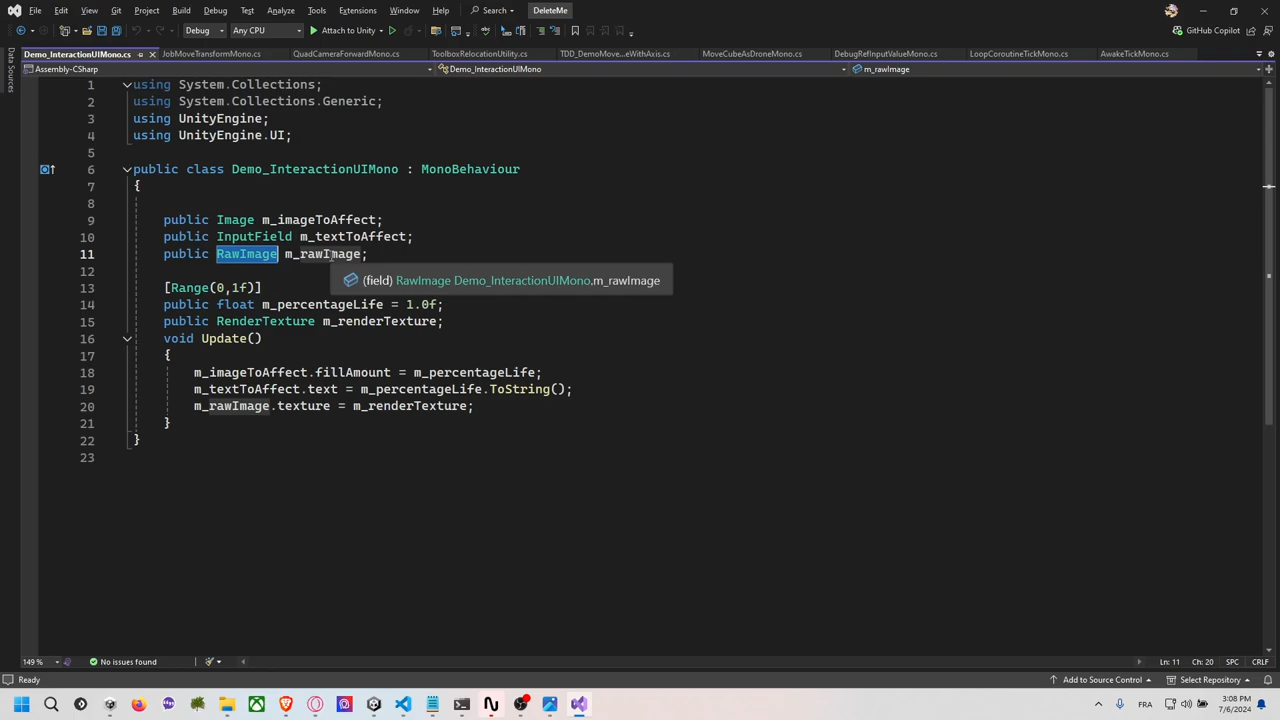 File Edit View Git Project Build Debug Test Analyze Tools Extensions Window Help Search DeleteMe
Debug Any CPU Attach to Unity GitHub Copilot
Demo_InteractionUIMono.cs JobMoveTransformMono.cs QuadCameraForwardMono.cs ToolboxRelocationUtility.cs TDD_DemoMove...eWithAxis.cs MoveCubeAsDroneMono.cs DebugRefInputValueMono.cs LoopCoroutineTickMono.cs AwakeTickMono.cs
Data Sources
Assembly-CSharp Demo_InteractionUIMono m_rawImage
1 using System.Collections;
2 using System.Collections.Generic;
3 using UnityEngine;
4 using UnityEngine.UI;
5
6 public class Demo_InteractionUIMono : MonoBehaviour
7 {
8
9 public Image m_imageToAffect;
10 public InputField m_textToAffect;
11 public RawImage m_rawImage;
12
(field) RawImage Demo_InteractionUIMono.m_rawImage
13 [Range(0,1f)]
14 public float m_percentageLife = 1.0f;
15 public RenderTexture m_renderTexture;
16 void Update()
17 {
18 m_imageToAffect.fillAmount = m_percentageLife;
19 m_textToAffect.text = m_percentageLife.ToString();
20 m_rawImage.texture = m_renderTexture;
21 }
22 }
23
149 % No issues found Ln: 11 Ch: 20 SPC CRLF
Ready Add to Source Control Select Repository
FRA 3:08 PM
7/6/2024